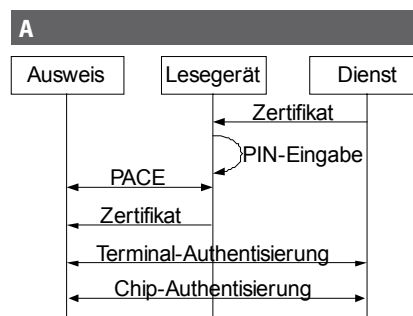 A
Ausweis Lesegerät Dienst
Zertifikat
PIN-Eingabe
PACE
Zertifikat
Terminal-Authentisierung
Chip-Authentisierung